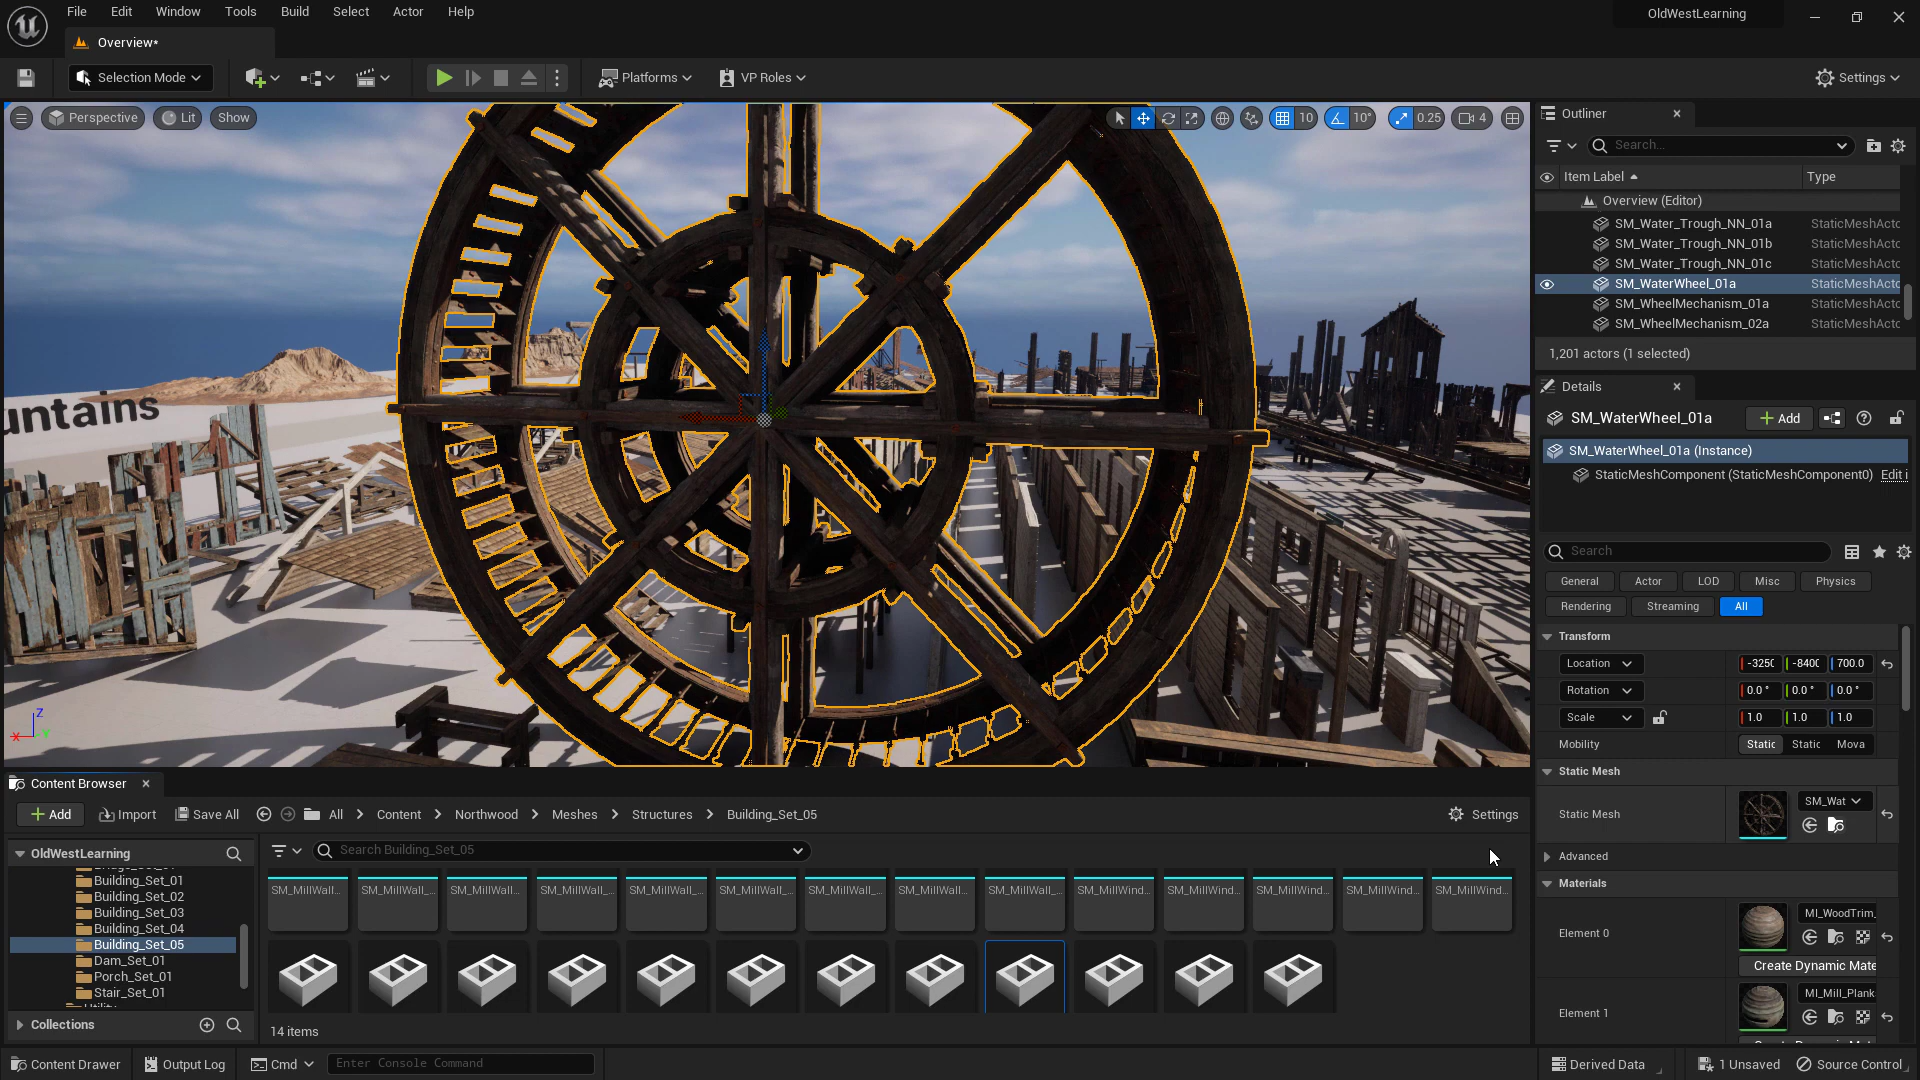 File Edit Window Tools Build Select Actor Help
OldWestLearning
Overview*
Selection Mode
Platforms
VP Roles
Settings
Perspective
Lit
Show
10
10°
0.25
4
untains
Z
X
Y
Outliner
Search...
Item Label
Type
Overview (Editor)
SM_Water_Trough_NN_01a StaticMeshActo
SM_Water_Trough_NN_01b StaticMeshActo
SM_Water_Trough_NN_01c StaticMeshActo
SM_WaterWheel_01a StaticMeshActo
SM_WheelMechanism_01a StaticMeshActo
SM_WheelMechanism_02a StaticMeshActo
1,201 actors (1 selected)
Details
SM_WaterWheel_01a
Add
SM_WaterWheel_01a (Instance)
StaticMeshComponent (StaticMeshComponent0) Edit i
Search
General Actor LOD Misc Physics
Rendering Streaming All
Transform
Location -3250 -8400 700.0
Rotation 0.0 ° 0.0 ° 0.0 °
Scale 1.0 1.0 1.0
Mobility Static Static Mova
Static Mesh
Static Mesh SM_Wat
Advanced
Materials
Element 0 MI_WoodTrim_
Create Dynamic Mate
Element 1 MI_Mill_Plank
Content Browser
Add Import Save All All Content Northwood Meshes Structures Building_Set_05 Settings
OldWestLearning
Building_Set_01
Building_Set_02
Building_Set_03
Building_Set_04
Building_Set_05
Dam_Set_01
Porch_Set_01
Stair_Set_01
Utility
Collections
Search Building_Set_05
SM_MillWall... SM_MillWall_... SM_MillWall_... SM_MillWall_... SM_MillWall_... SM_MillWall_... SM_MillWall_... SM_MillWall... SM_MillWall_... SM_MillWind... SM_MillWind... SM_MillWind... SM_MillWind... SM_MillWind...
14 items
Content Drawer
Output Log
Cmd
Enter Console Command
Derived Data
1 Unsaved
Source Control